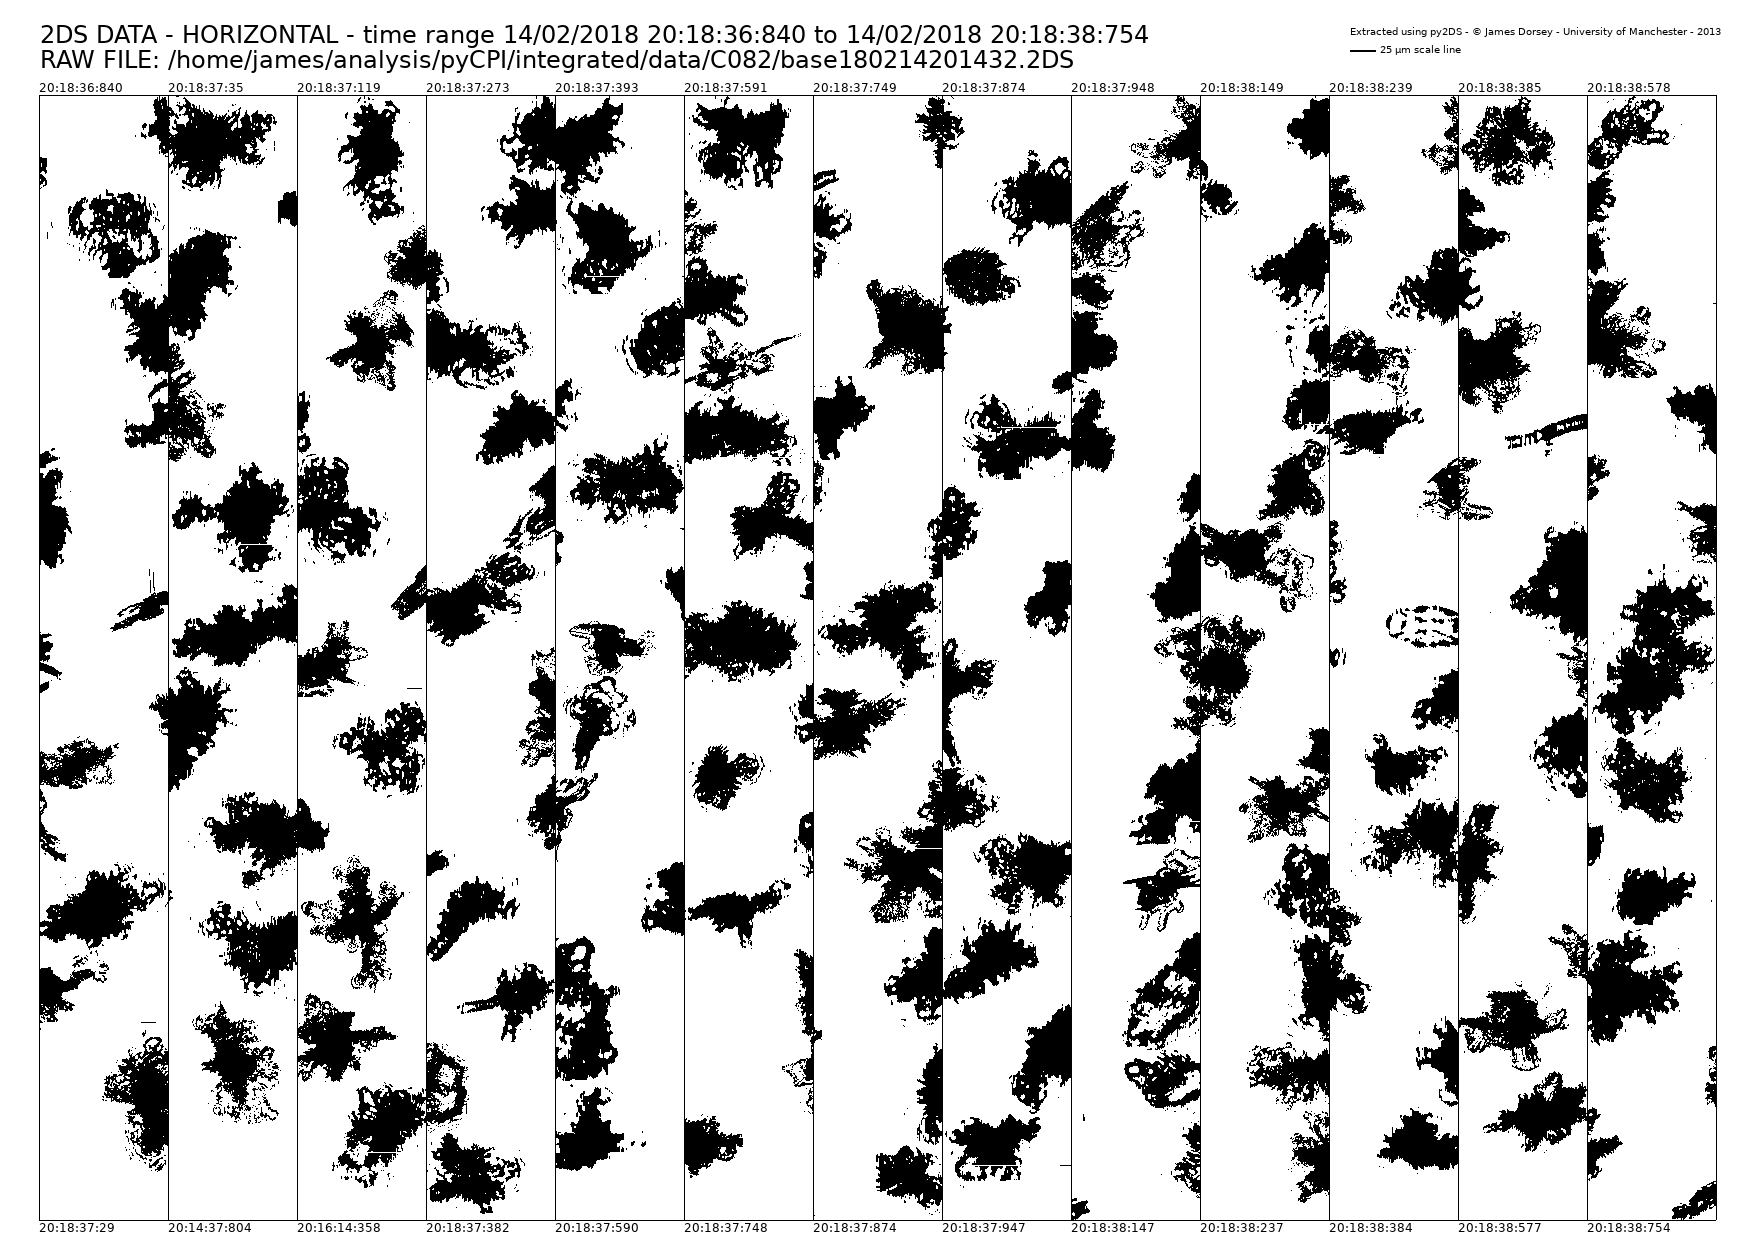 2DS DATA - HORIZONTAL - time range 14/02/2018 20:18:36:840 to 14/02/2018 20:18:38:754
RAW FILE: /home/james/analysis/pyCPI/integrated/data/C082/base180214201432.2DS
Extracted using py2DS - © James Dorsey - University of Manchester - 2013
25 µm scale line
20:18:36:840 20:18:37:35 20:18:37:119 20:18:37:273 20:18:37:393 20:18:37:591 20:18:37:749 20:18:37:874 20:18:37:948 20:18:38:149 20:18:38:239 20:18:38:385 20:18:38:578
20:18:37:29 20:14:37:804 20:16:14:358 20:18:37:382 20:18:37:590 20:18:37:748 20:18:37:874 20:18:37:947 20:18:38:147 20:18:38:237 20:18:38:384 20:18:38:577 20:18:38:754